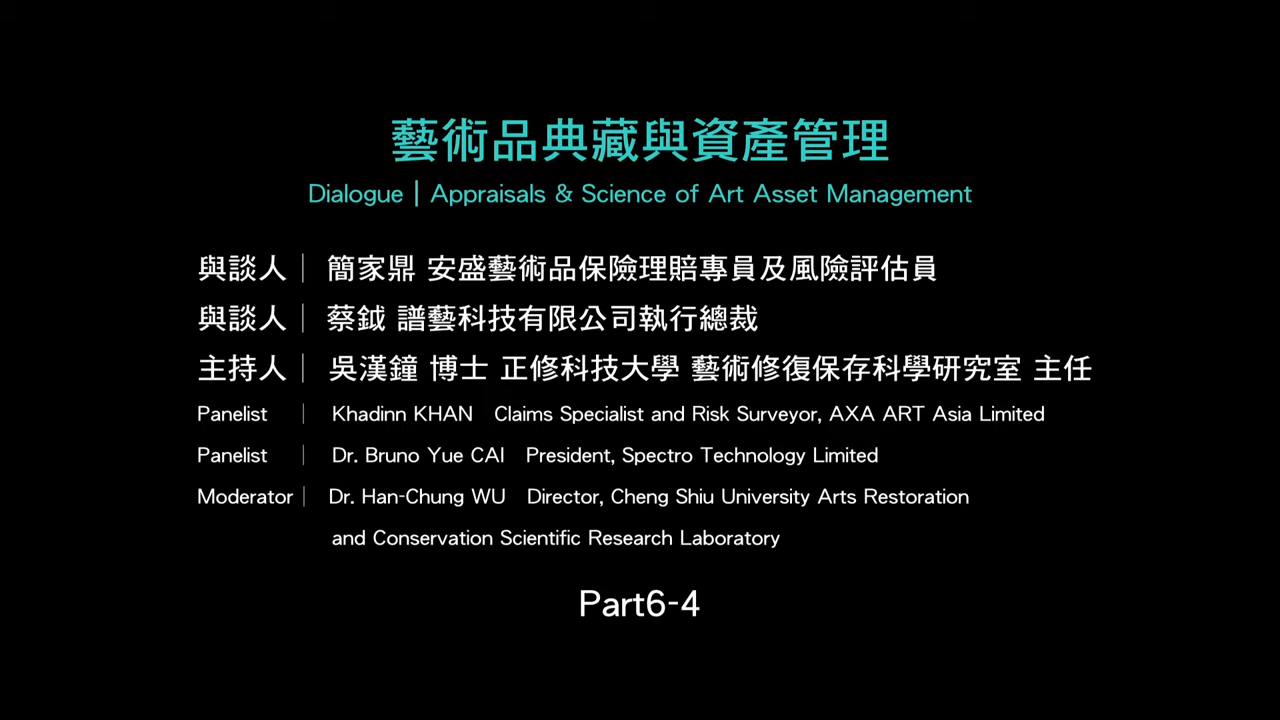 藝術品典藏與資產管理
Dialogue | Appraisals & Science of Art Asset Management
與談人│ 簡家鼎 安盛藝術品保險理賠專員及風險評估員
與談人│ 蔡鉞 譜藝科技有限公司執行總裁
主持人│ 吳漢鐘 博士 正修科技大學 藝術修復保存科學研究室 主任
Panelist │ Khadinn KHAN Claims Specialist and Risk Surveyor, AXA ART Asia Limited
Panelist │ Dr. Bruno Yue CAI President, Spectro Technology Limited
Moderator│ Dr. Han-Chung WU Director, Cheng Shiu University Arts Restoration
and Conservation Scientific Research Laboratory
Part6-4